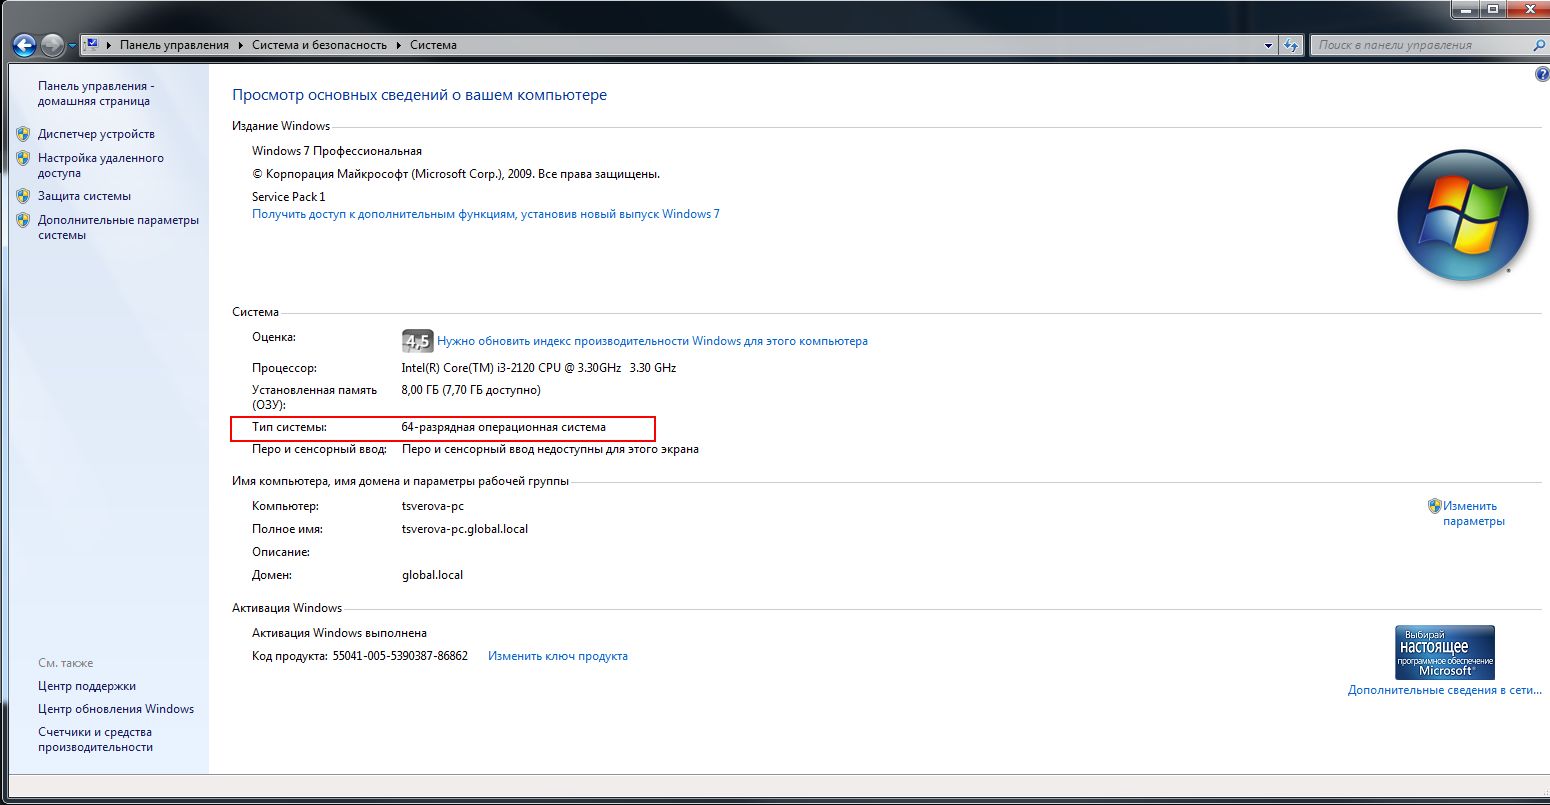 Панель управления ▸ Система и безопасность ▸ Система
Поиск в панели управления
Панель управления -
домашняя страница
Диспетчер устройств
Настройка удаленного
доступа
Защита системы
Дополнительные параметры
системы
См. также
Центр поддержки
Центр обновления Windows
Счетчики и средства
производительности
Просмотр основных сведений о вашем компьютере
Издание Windows
Windows 7 Профессиональная
© Корпорация Майкрософт (Microsoft Corp.), 2009. Все права защищены.
Service Pack 1
Получить доступ к дополнительным функциям, установив новый выпуск Windows 7
Система
Оценка: 4,5 Нужно обновить индекс производительности Windows для этого компьютера
Процессор: Intel(R) Core(TM) i3-2120 CPU @ 3.30GHz 3.30 GHz
Установленная память 8,00 ГБ (7,70 ГБ доступно)
(ОЗУ):
Тип системы: 64-разрядная операционная система
Перо и сенсорный ввод: Перо и сенсорный ввод недоступны для этого экрана
Имя компьютера, имя домена и параметры рабочей группы
Компьютер: tsverova-pc
Изменить
параметры
Полное имя: tsverova-pc.global.local
Описание:
Домен: global.local
Активация Windows
Активация Windows выполнена
Код продукта: 55041-005-5390387-86862 Изменить ключ продукта
Выбирай
настоящее
программное обеспечение
Microsoft®
Дополнительные сведения в сети...